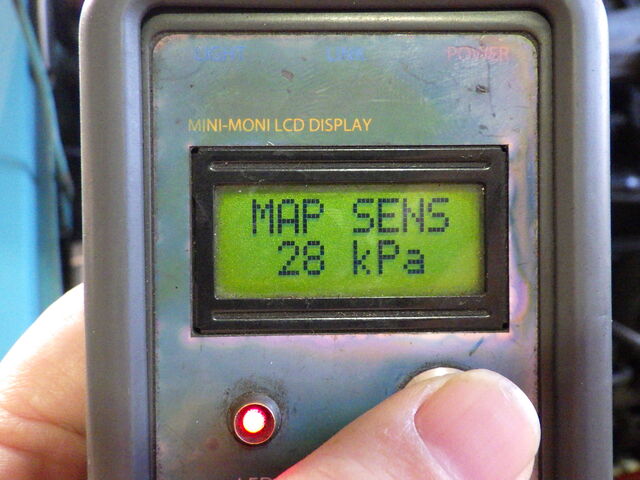 LIGHT LINK POWER
MINI-MONI LCD DISPLAY
MAP SENS
28 kPa